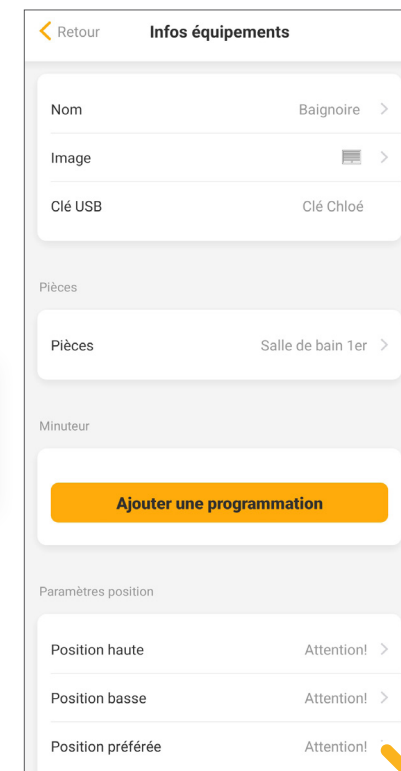 Retour Infos équipements
Nom Baignoire
Image
Clé USB Clé Chloé
Pièces
Pièces Salle de bain 1er
Minuteur
Ajouter une programmation
Paramètres position
Position haute Attention!
Position basse Attention!
Position préférée Attention!